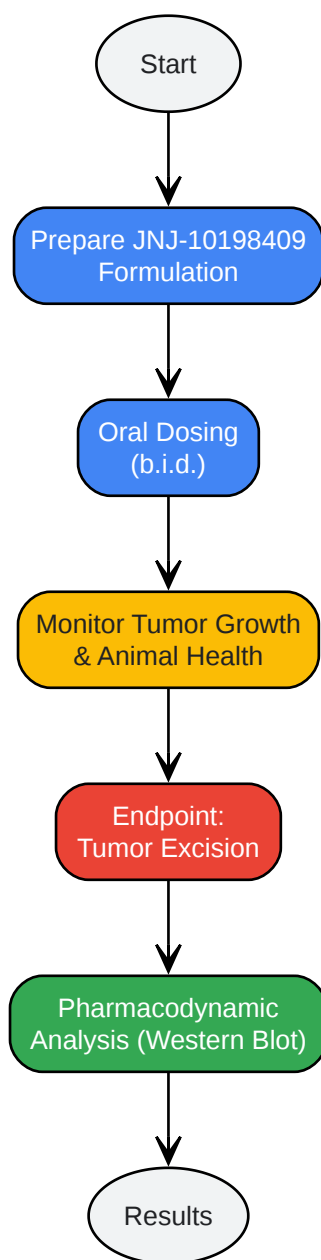 Start
Prepare JNJ-10198409
Formulation
Oral Dosing
(b.i.d.)
Monitor Tumor Growth
& Animal Health
Endpoint:
Tumor Excision
Pharmacodynamic
Analysis (Western Blot)
Results